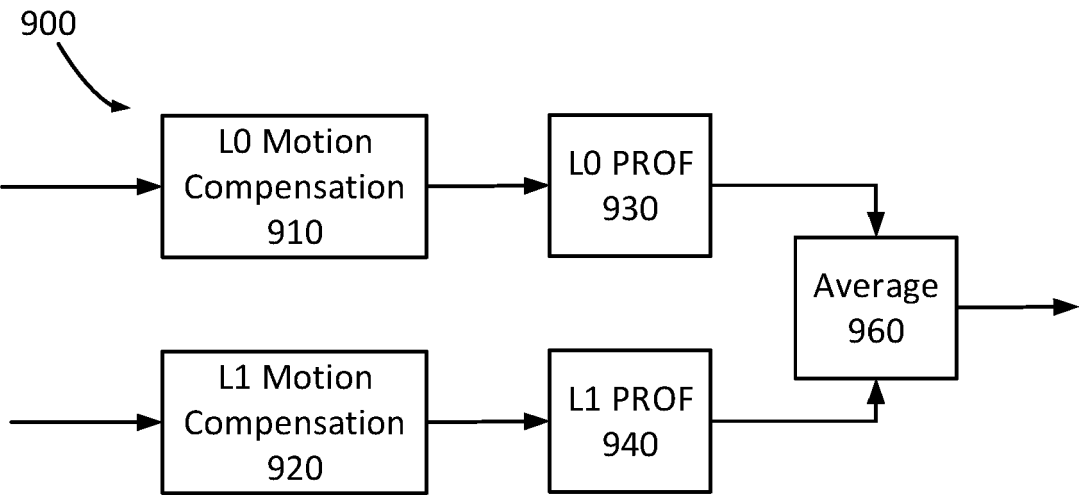 900
L0 Motion
Compensation
910
L0 PROF
930
Average
960
L1 Motion
Compensation
920
L1 PROF
940